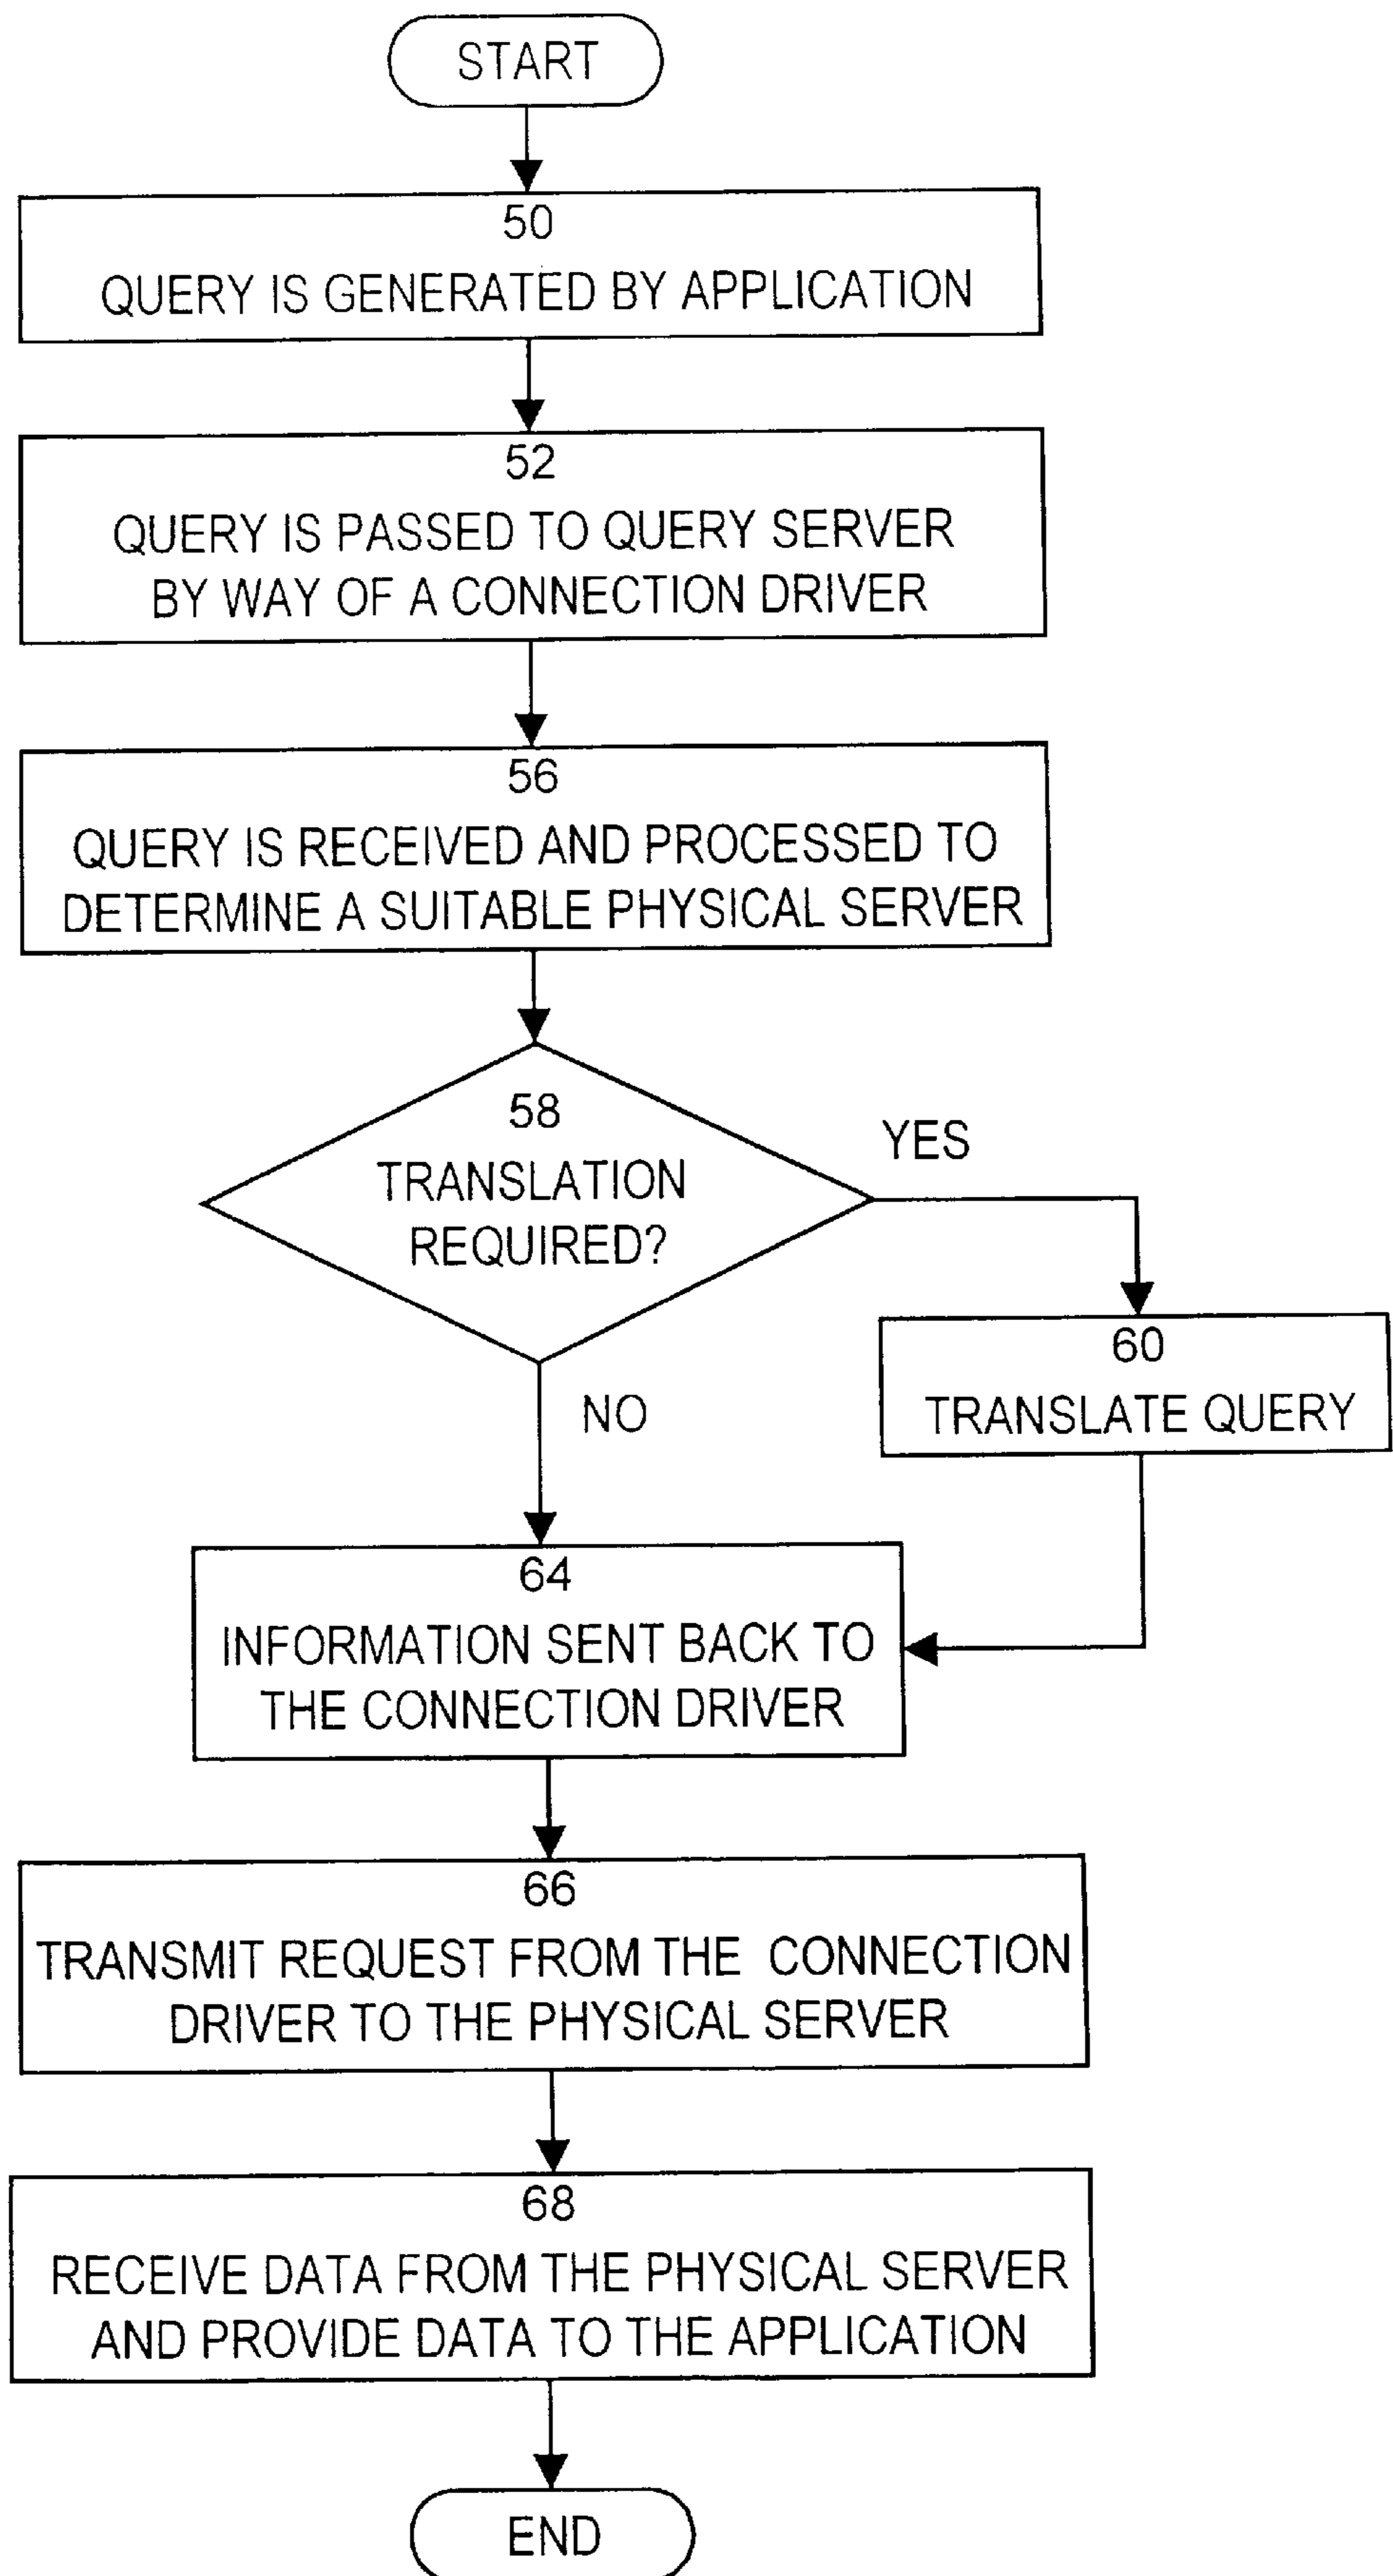 START
50
QUERY IS GENERATED BY APPLICATION
52
QUERY IS PASSED TO QUERY SERVER
BY WAY OF A CONNECTION DRIVER
56
QUERY IS RECEIVED AND PROCESSED TO
DETERMINE A SUITABLE PHYSICAL SERVER
58
TRANSLATION
REQUIRED?
YES
60
TRANSLATE QUERY
NO
64
INFORMATION SENT BACK TO
THE CONNECTION DRIVER
66
TRANSMIT REQUEST FROM THE CONNECTION
DRIVER TO THE PHYSICAL SERVER
68
RECEIVE DATA FROM THE PHYSICAL SERVER
AND PROVIDE DATA TO THE APPLICATION
END